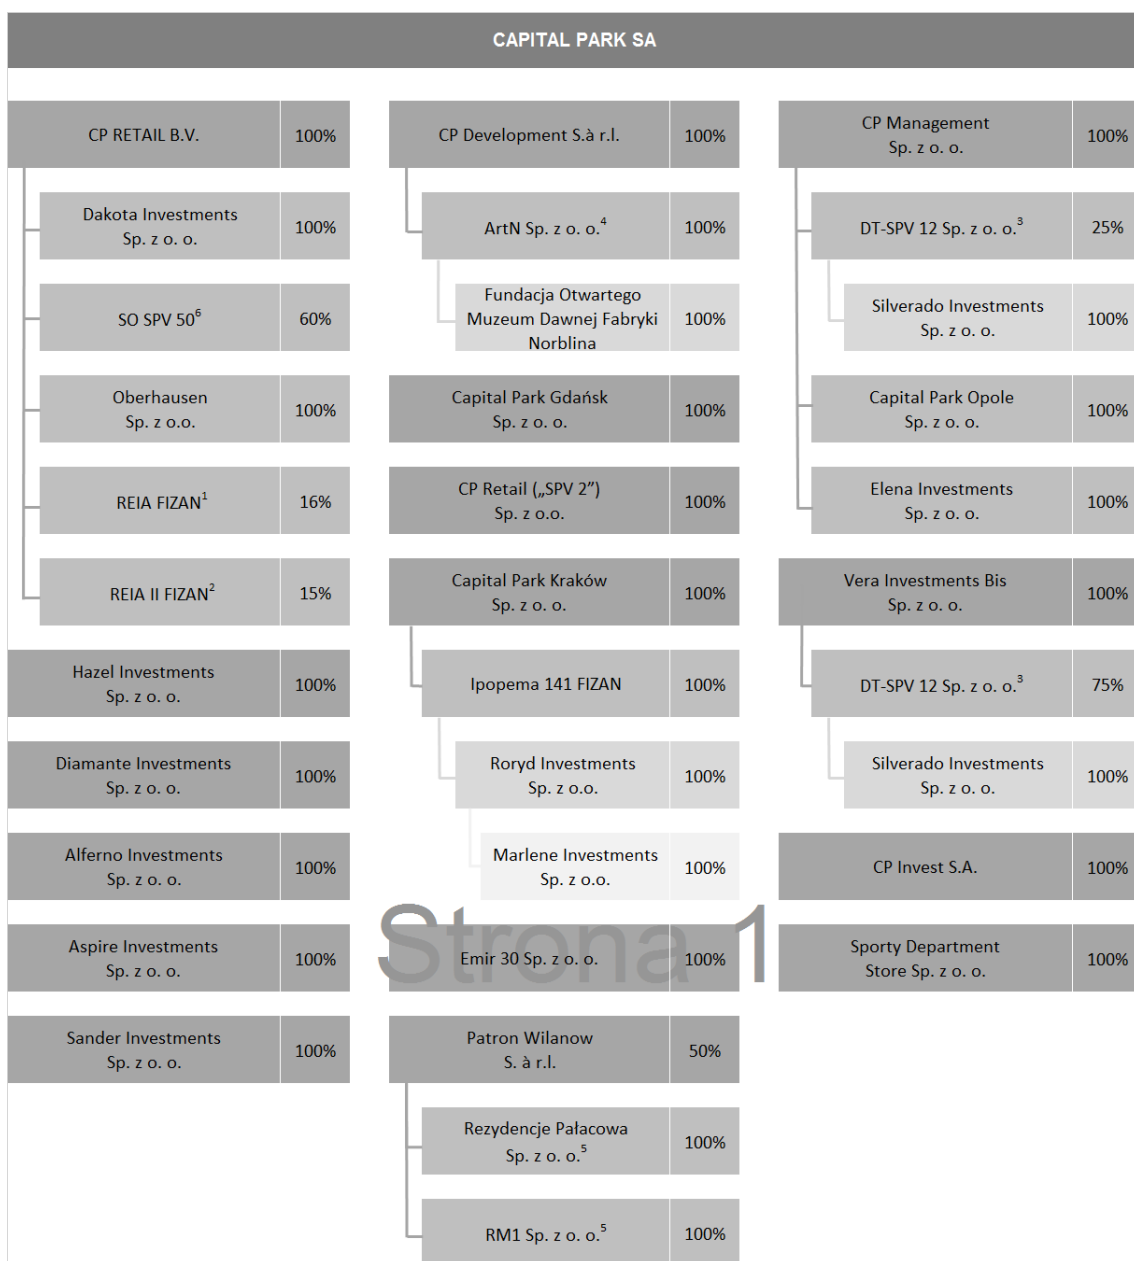 CAPITAL PARK SA
CP RETAIL B.V.
100%
Dakota Investments
Sp. z o. o.
100%
SO SPV 50⁶
60%
Oberhausen
Sp. z o.o.
100%
REIA FIZAN¹
16%
REIA II FIZAN²
15%
Hazel Investments
Sp. z o. o.
100%
Diamante Investments
Sp. z o. o.
100%
Alferno Investments
Sp. z o. o.
100%
Aspire Investments
Sp. z o. o.
100%
Sander Investments
Sp. z o. o.
100%
CP Development S.à r.l.
100%
ArtN Sp. z o. o.⁴
100%
Fundacja Otwartego
Muzeum Dawnej Fabryki
Norblina
100%
Capital Park Gdańsk
Sp. z o. o.
100%
CP Retail („SPV 2”)
Sp. z o.o.
100%
Capital Park Kraków
Sp. z o. o.
100%
Ipopema 141 FIZAN
100%
Roryd Investments
Sp. z o.o.
100%
Marlene Investments
Sp. z o.o.
100%
Strona 1
Emir 30 Sp. z o. o.
100%
Patron Wilanow
S. à r.l.
50%
Rezydencje Pałacowa
Sp. z o. o.⁵
100%
RM1 Sp. z o. o.⁵
100%
CP Management
Sp. z o. o.
100%
DT-SPV 12 Sp. z o. o.³
25%
Silverado Investments
Sp. z o. o.
100%
Capital Park Opole
Sp. z o. o.
100%
Elena Investments
Sp. z o. o.
100%
Vera Investments Bis
Sp. z o. o.
100%
DT-SPV 12 Sp. z o. o.³
75%
Silverado Investments
Sp. z o. o.
100%
CP Invest S.A.
100%
Sporty Department
Store Sp. z o. o.
100%